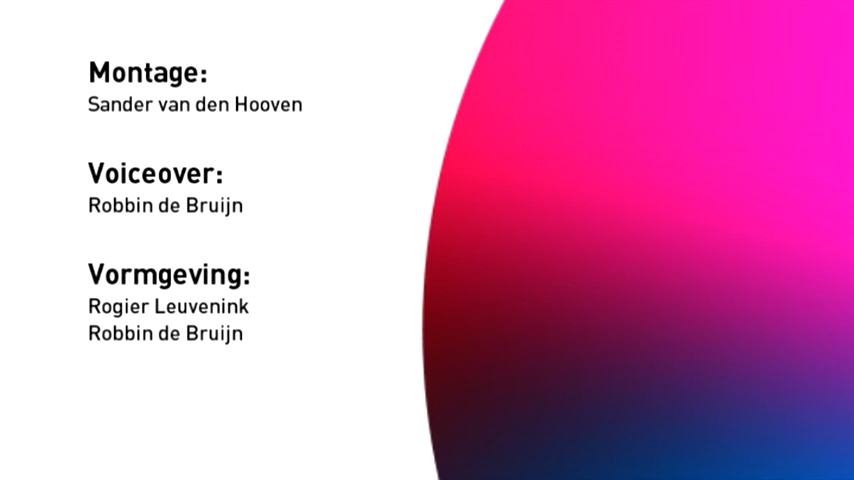 Montage:
Sander van den Hooven
Voiceover:
Robbin de Bruijn
Vormgeving:
Rogier Leuvenink
Robbin de Bruijn